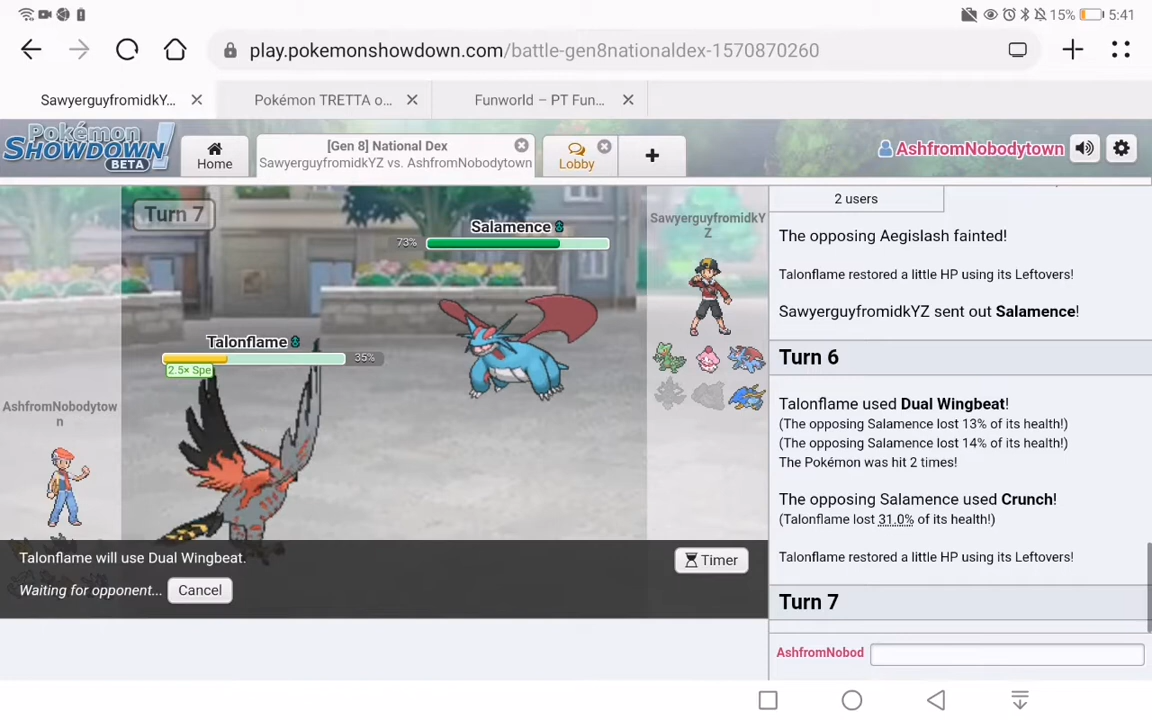 15% 5:41
play.pokemonshowdown.com/battle-gen8nationaldex-1570870260
SawyerguyfromidkY... Pokémon TRETTA o... Funworld – PT Fun...
Pokémon
SHOWDOWN!
BETA
Home
[Gen 8] National Dex
SawyerguyfromidkYZ vs. AshfromNobodytown
Lobby
AshfromNobodytown
Turn 7
Salamence
73%
SawyerguyfromidkY
Z
Talonflame
35%
2.5× Spe
AshfromNobodytow
n
Talonflame will use Dual Wingbeat.
Waiting for opponent... Cancel
Timer
2 users
The opposing Aegislash fainted!
Talonflame restored a little HP using its Leftovers!
SawyerguyfromidkYZ sent out Salamence!
Turn 6
Talonflame used Dual Wingbeat!
(The opposing Salamence lost 13% of its health!)
(The opposing Salamence lost 14% of its health!)
The Pokémon was hit 2 times!
The opposing Salamence used Crunch!
(Talonflame lost 31.0% of its health!)
Talonflame restored a little HP using its Leftovers!
Turn 7
AshfromNobod